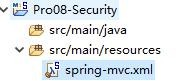 Pro08-Security
src/main/java
src/main/resources
spring-mvc.xml